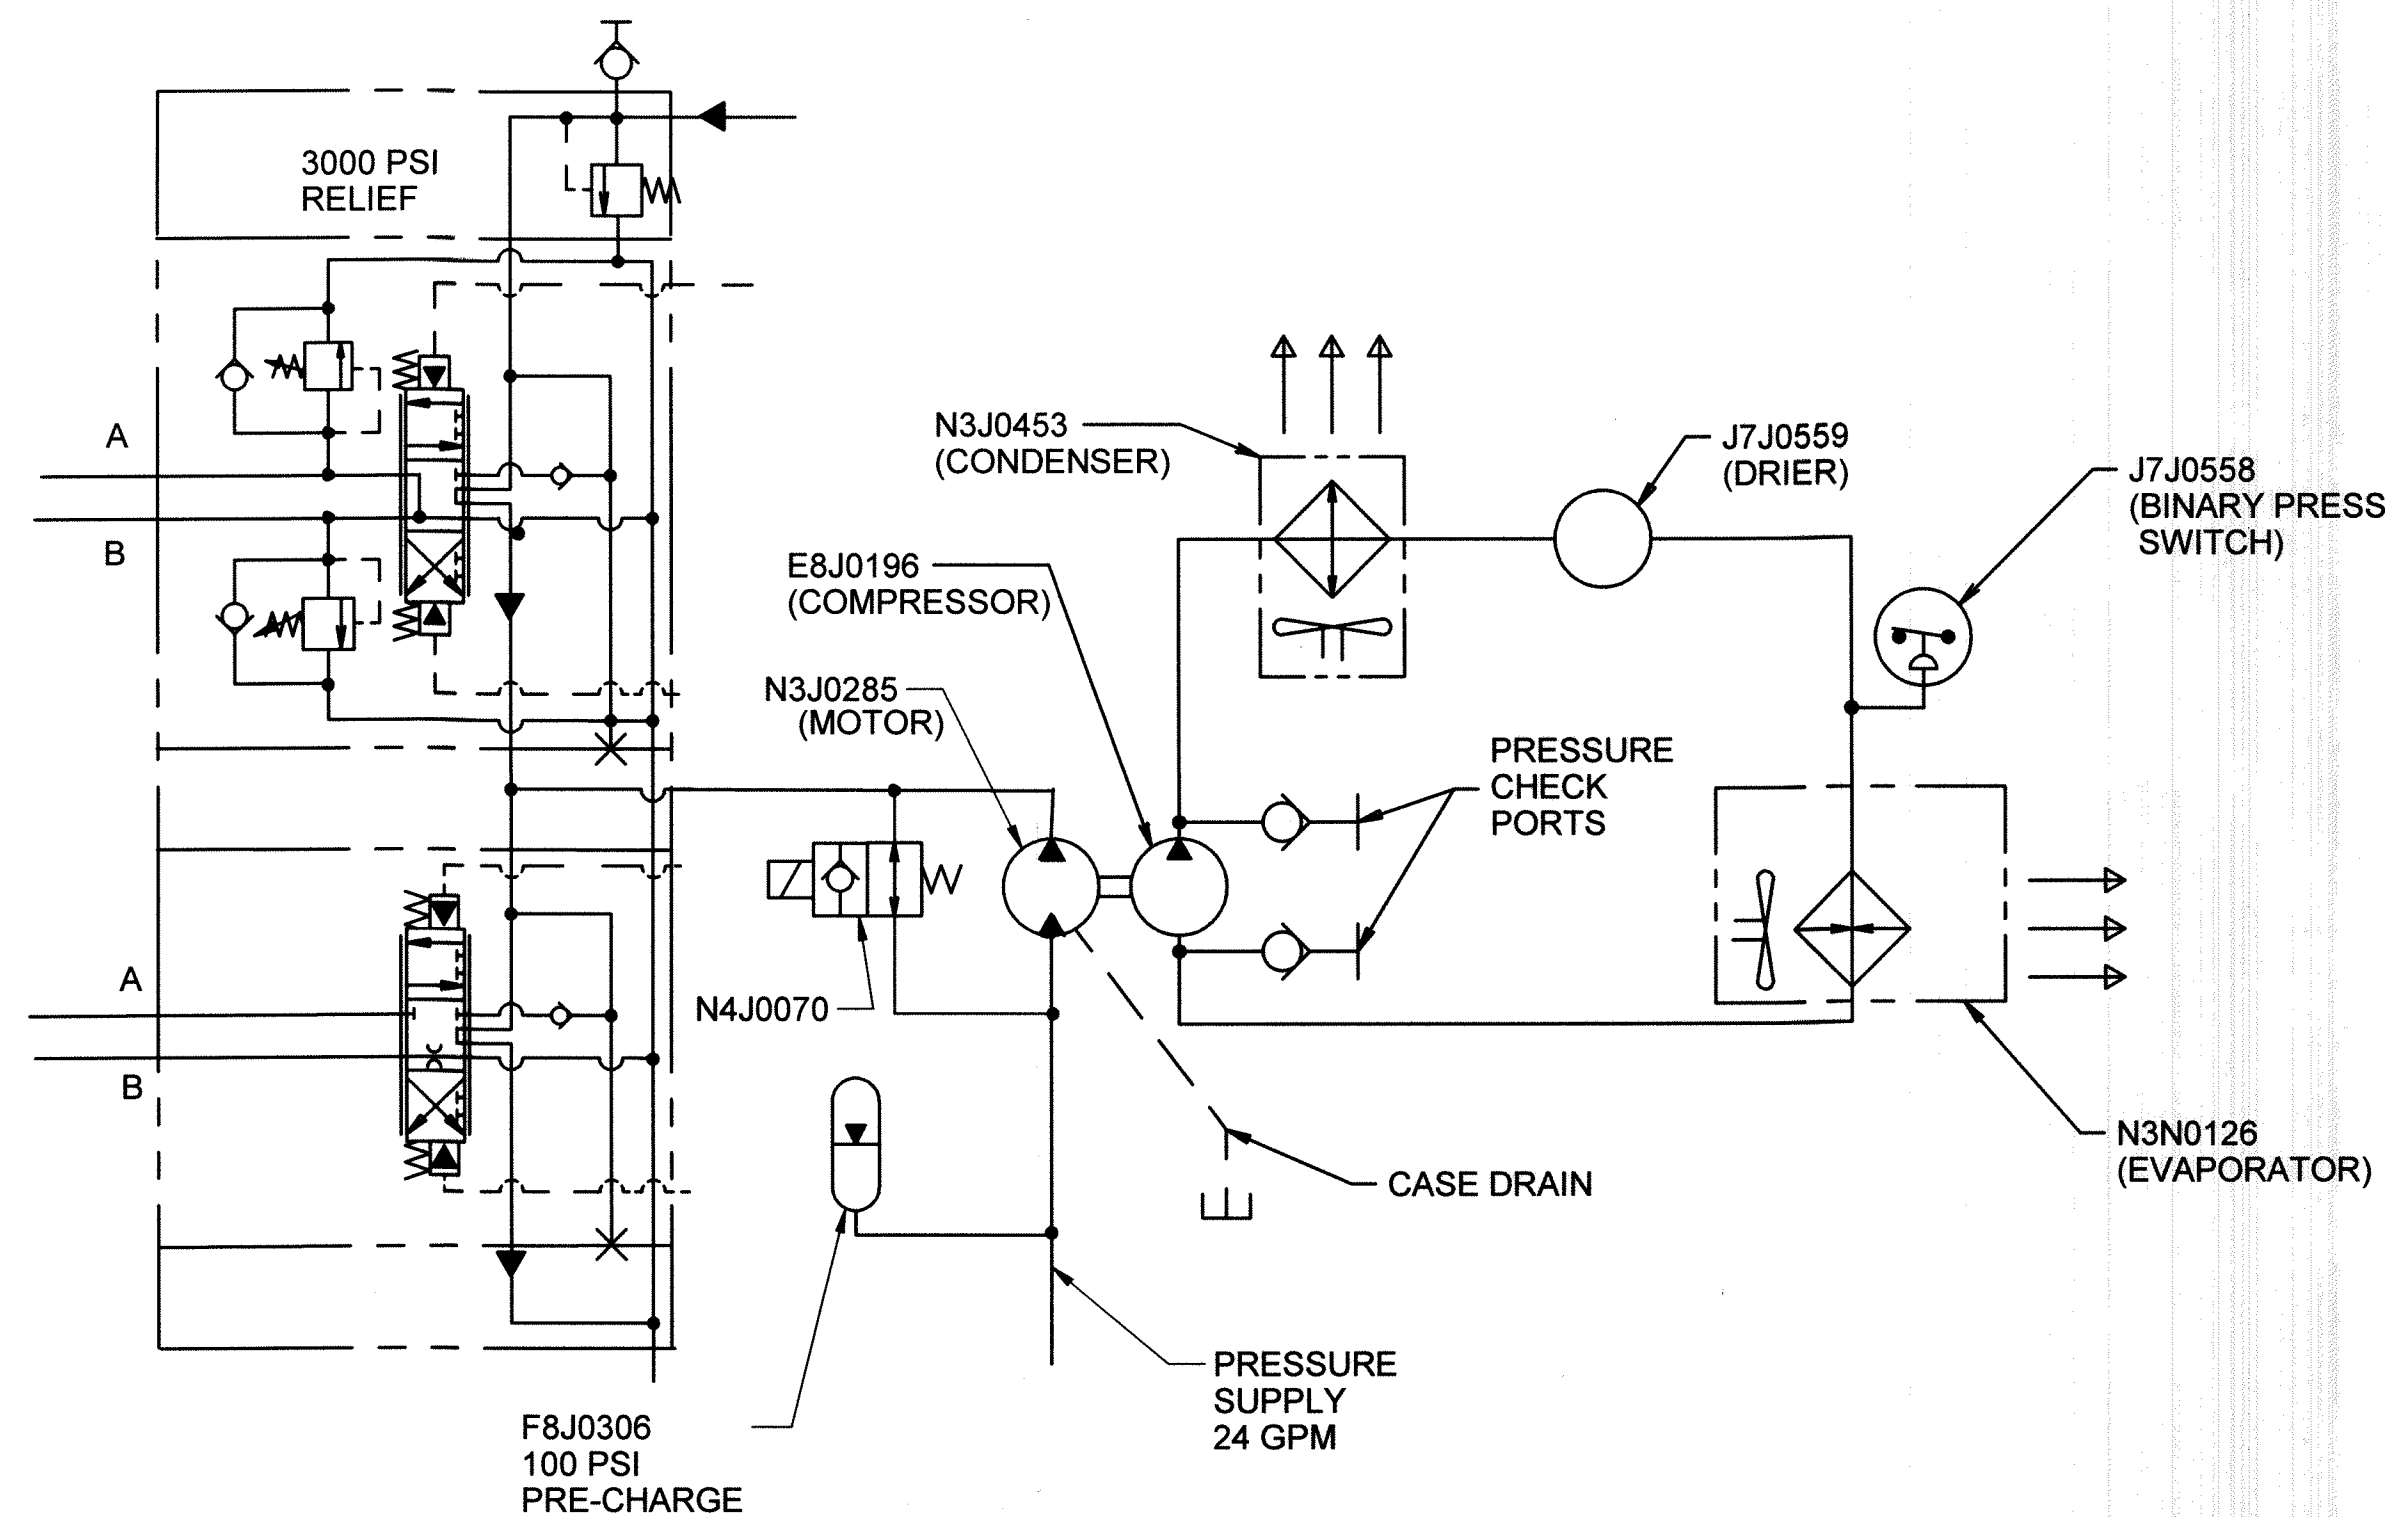 3000 PSI
RELIEF
A
B
N3J0453
(CONDENSER)
J7J0559
(DRIER)
J7J0558
(BINARY PRESS
SWITCH)
E8J0196
(COMPRESSOR)
N3J0285
(MOTOR)
PRESSURE
CHECK
PORTS
A
B
N4J0070
N3N0126
(EVAPORATOR)
CASE DRAIN
PRESSURE
SUPPLY
24 GPM
F8J0306
100 PSI
PRE-CHARGE